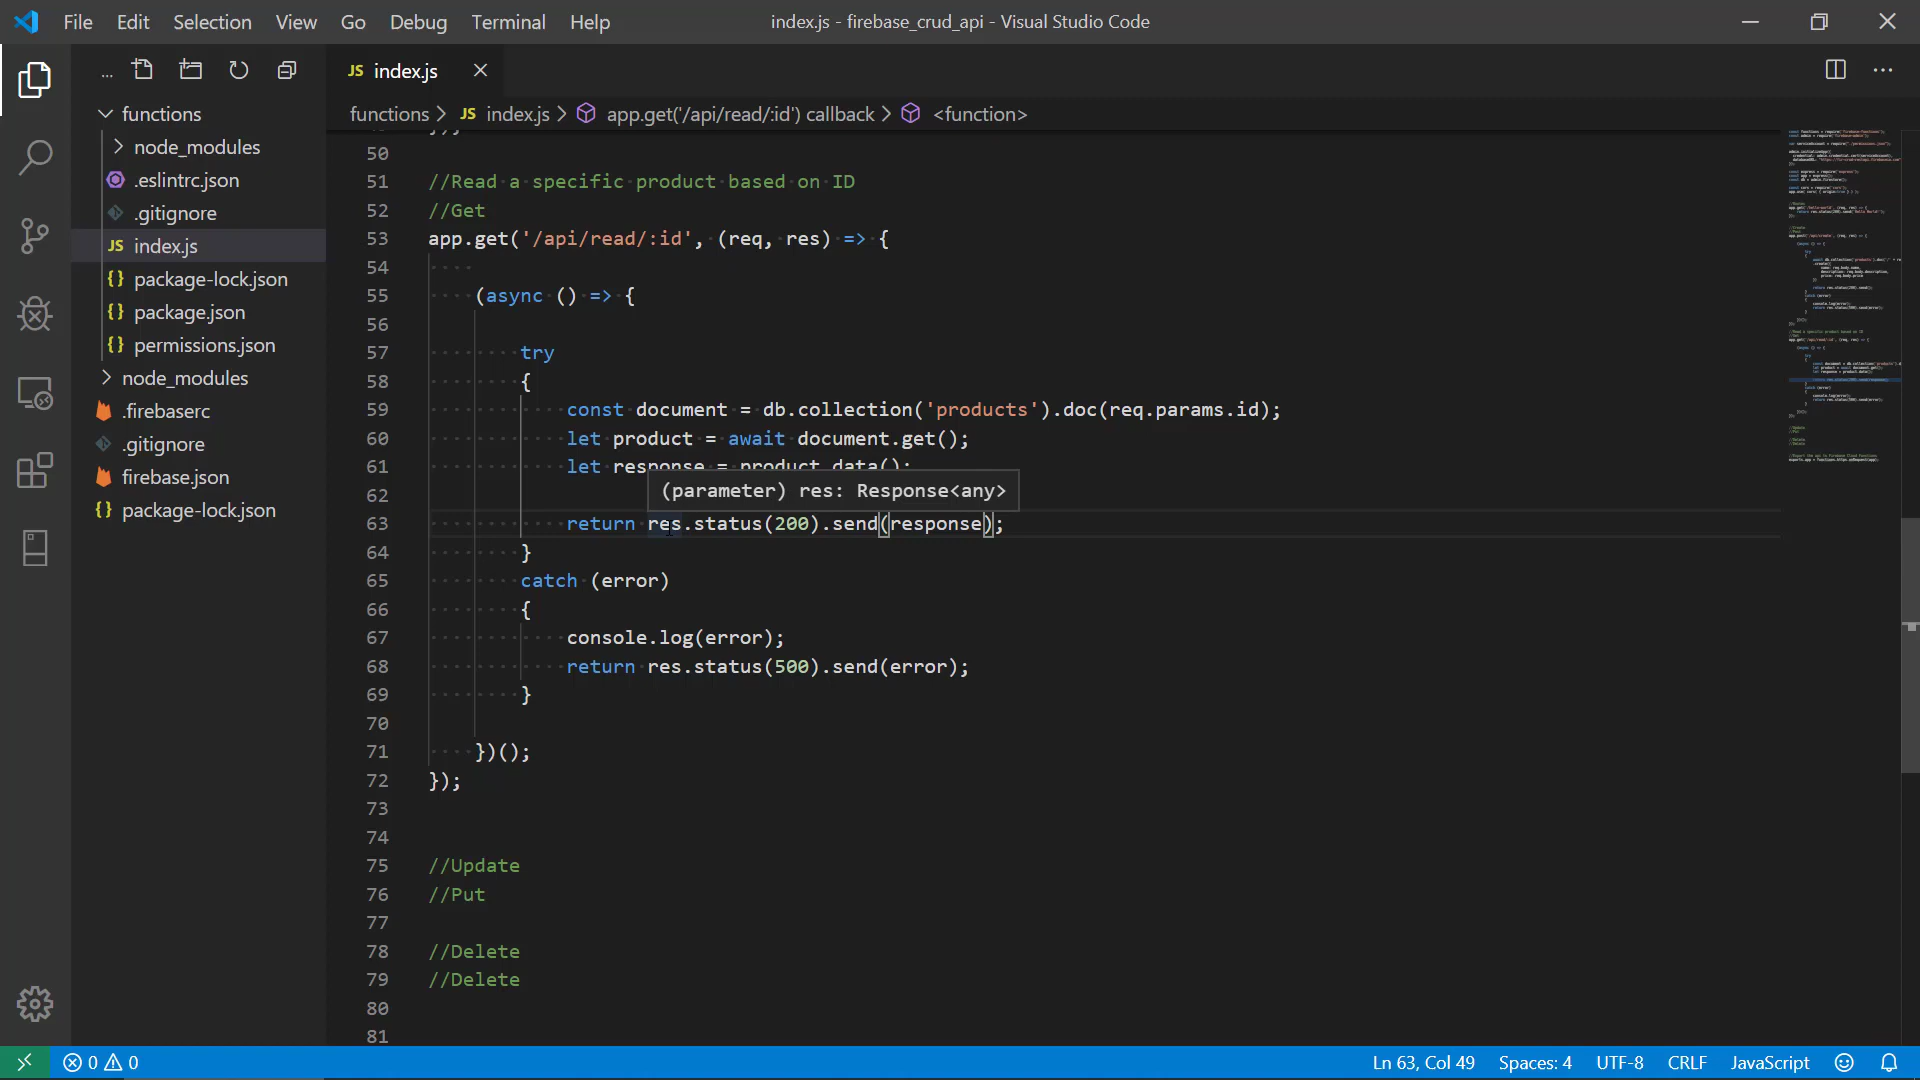 File Edit Selection View Go Debug Terminal Help
index.js - firebase_crud_api - Visual Studio Code
...
JS index.js
functions > JS index.js > app.get('/api/read/:id') callback > <function>
functions
node_modules
.eslintrc.json
.gitignore
JS index.js
{} package-lock.json
{} package.json
{} permissions.json
node_modules
.firebaserc
.gitignore
firebase.json
package-lock.json
50
51 //Read a specific product based on ID
52 //Get
53 app.get('/api/read/:id', (req, res) => {
54
55 (async () => {
56
57 try
58 {
59 const document = db.collection('products').doc(req.params.id);
60 let product = await document.get();
61 let response = product.data();
(parameter) res: Response<any>
62
63 return res.status(200).send(response);
64 }
65 catch (error)
66 {
67 console.log(error);
68 return res.status(500).send(error);
69 }
70
71 })();
72 });
73
74
75 //Update
76 //Put
77
78 //Delete
79 //Delete
80
81
0 0
Ln 63, Col 49 Spaces: 4 UTF-8 CRLF JavaScript